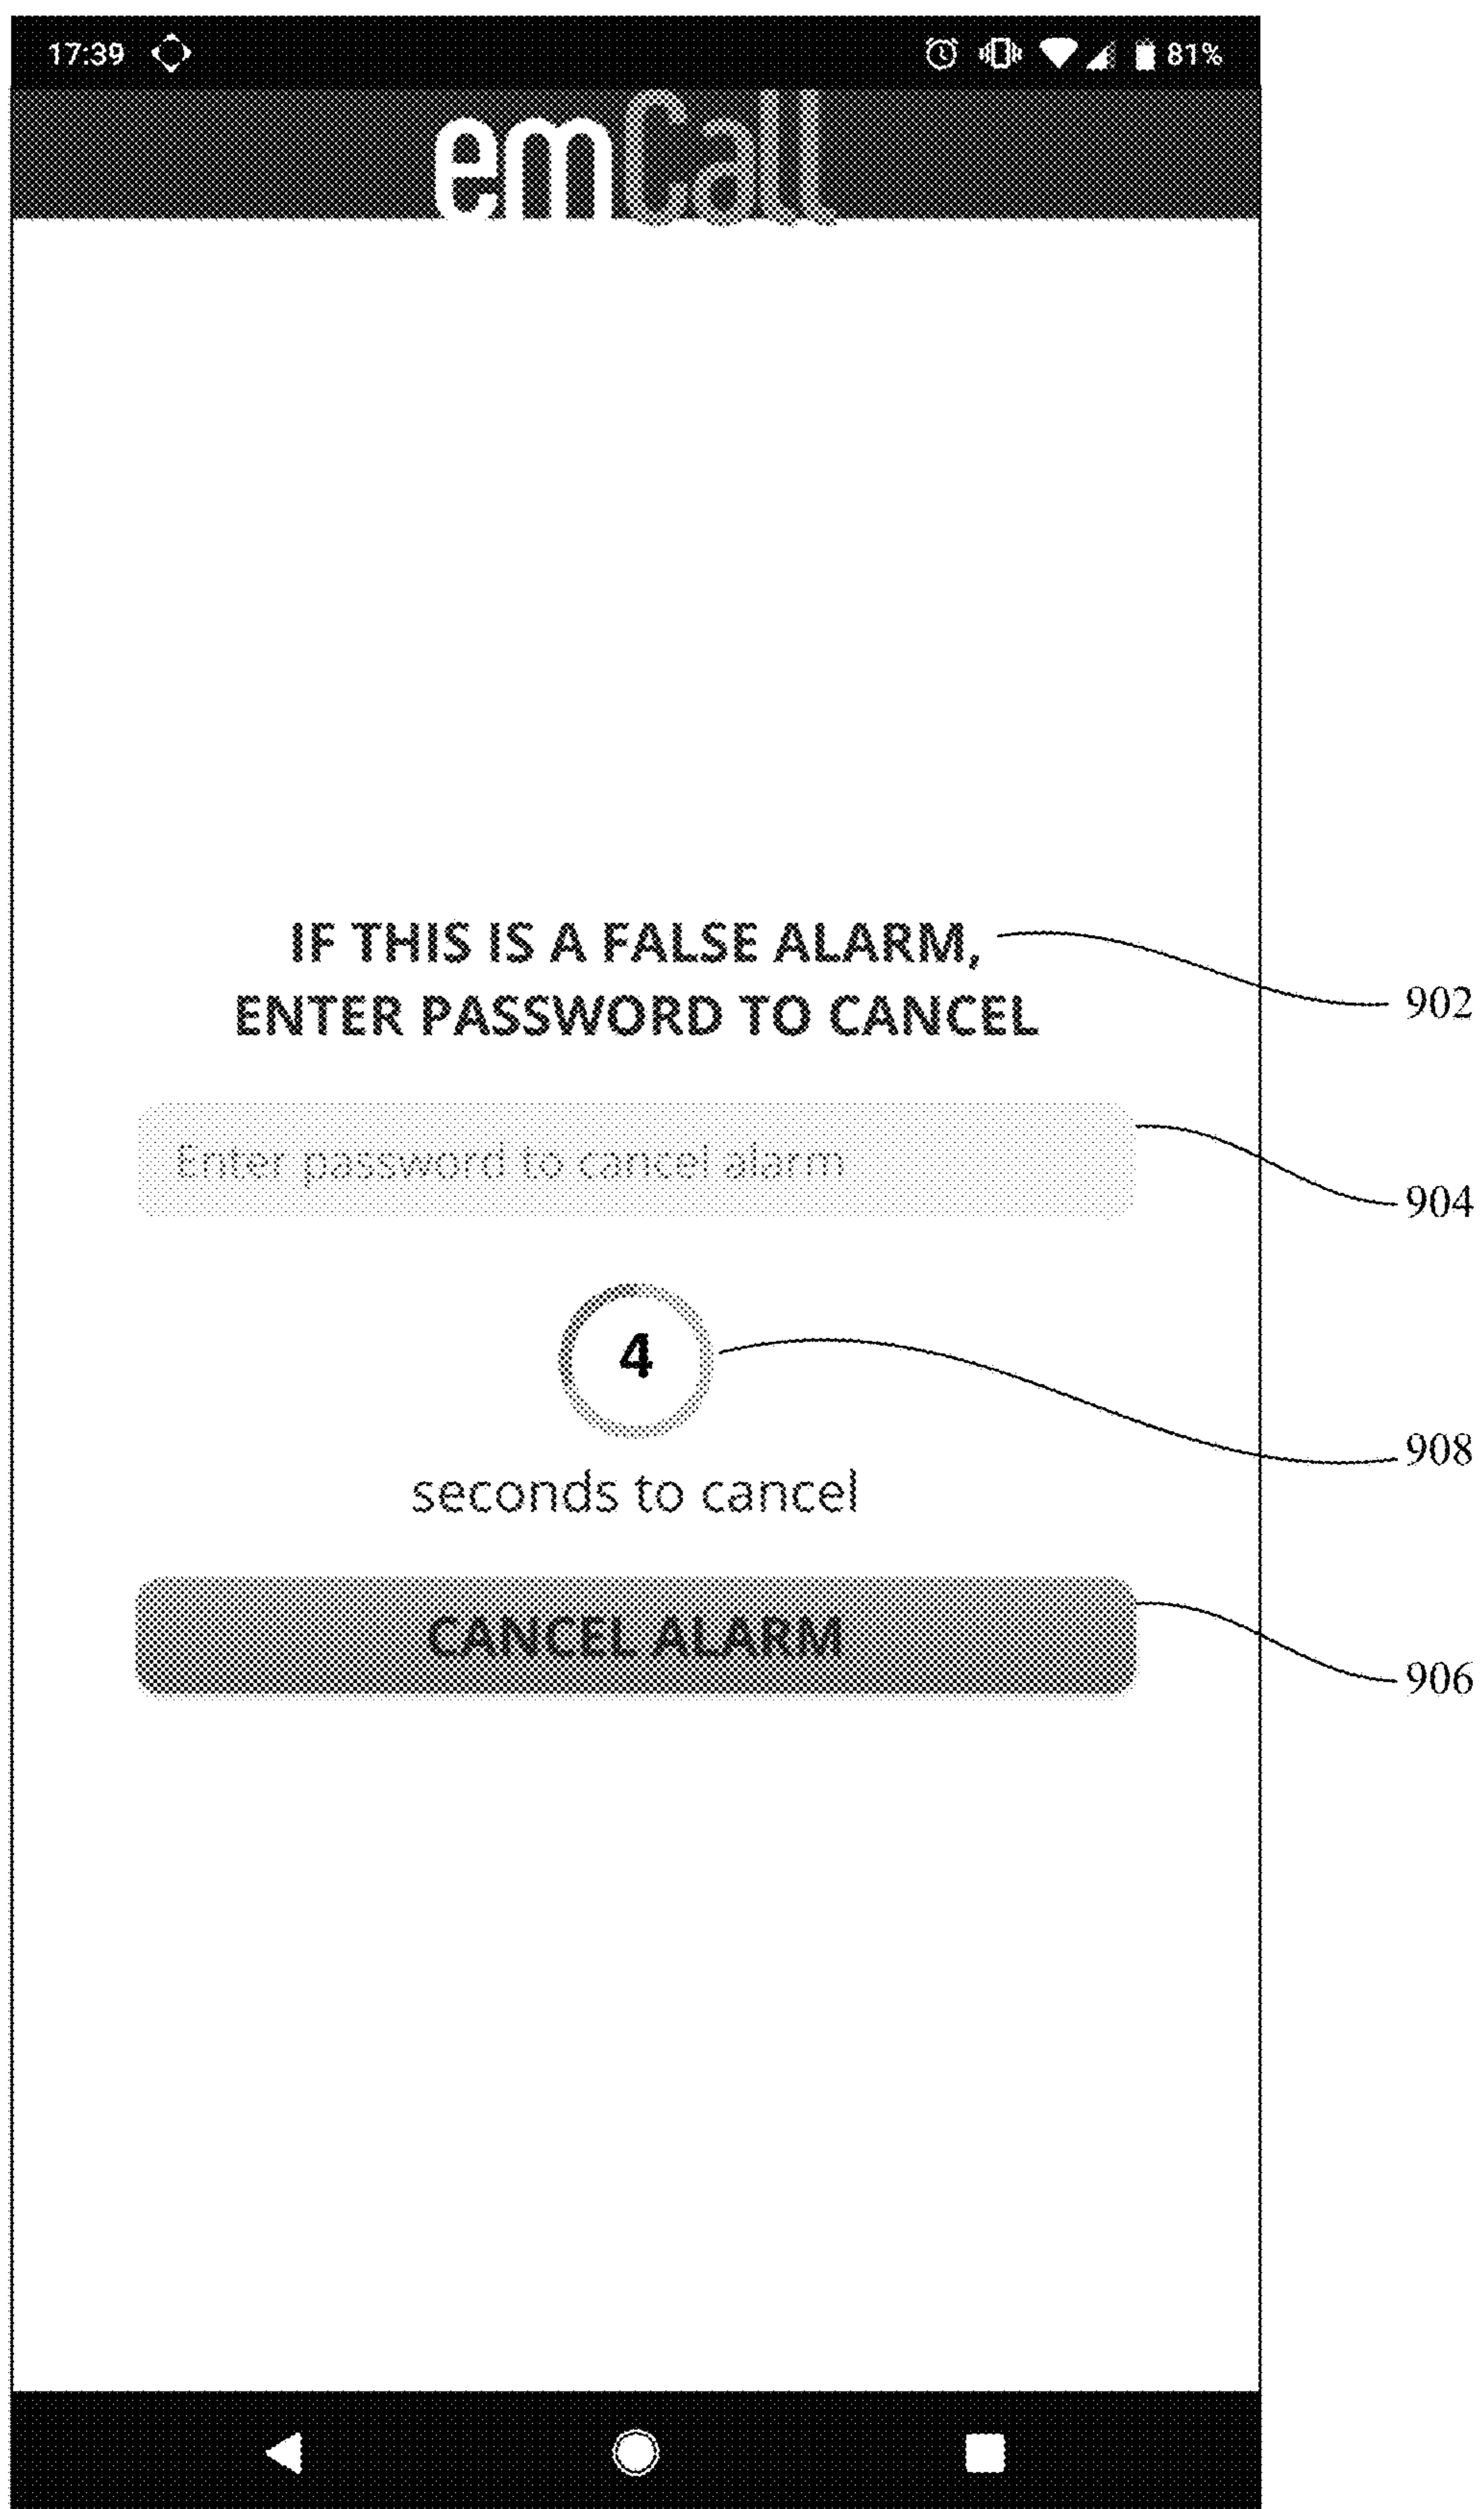 17:39 81%
emCall
IF THIS IS A FALSE ALARM,
ENTER PASSWORD TO CANCEL
902
Enter password to cancel alarm
904
4
908
seconds to cancel
CANCEL ALARM
906